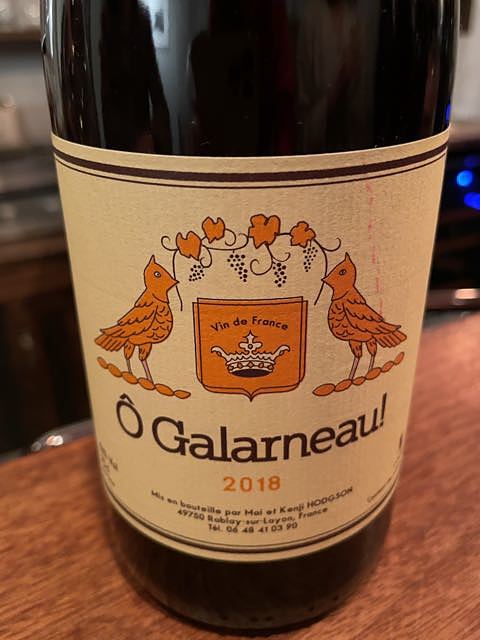 Vin de France
Ô Galarneau!
2018
Mis en bouteille par Mai et Kenji HODGSON
49750 Rablay-sur-Layon, France
Tél. 06 48 41 03 90